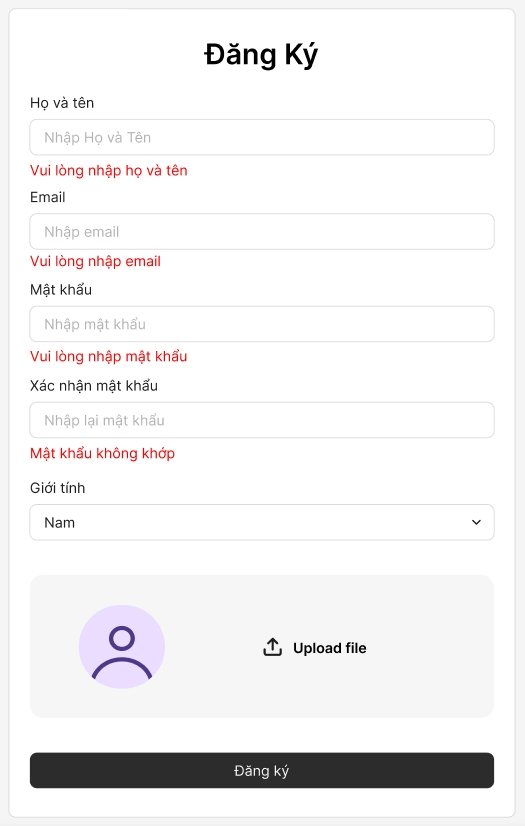 Đăng Ký
Họ và tên
Nhập Họ và Tên
Vui lòng nhập họ và tên
Email
Nhập email
Vui lòng nhập email
Mật khẩu
Nhập mật khẩu
Vui lòng nhập mật khẩu
Xác nhận mật khẩu
Nhập lại mật khẩu
Mật khẩu không khớp
Giới tính
Nam
Upload file
Đăng ký